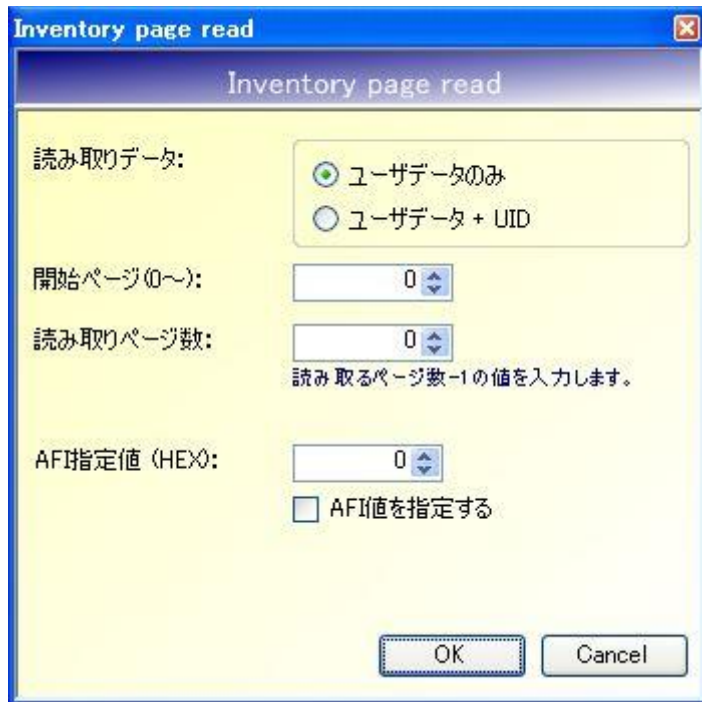 Inventory page read
Inventory page read
読み取りデータ:
ユーザデータのみ
ユーザデータ + UID
開始ページ(0～): 0
読み取りページ数: 0
読み取るページ数-1の値を入力します。
AFI指定値 (HEX): 0
AFI値を指定する
OK Cancel